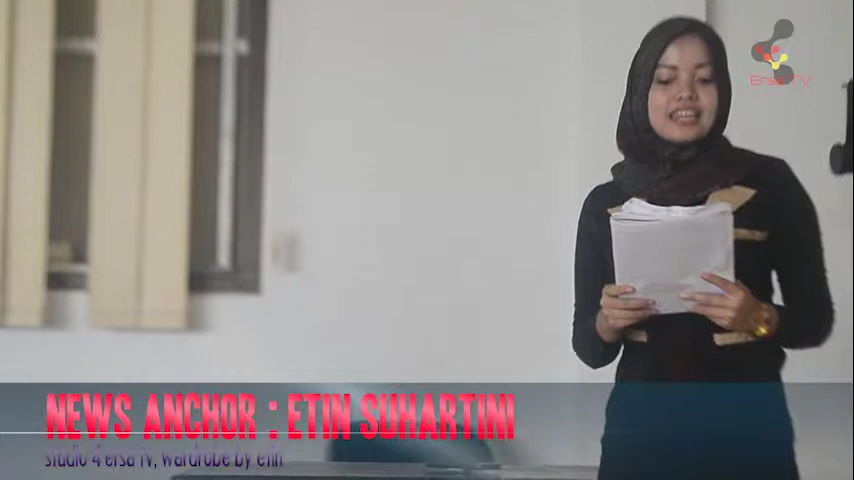 Ersa TV
NEWS ANCHOR : ETIN SUHARTINI
studio 4 ersa tv, wardrobe by etin